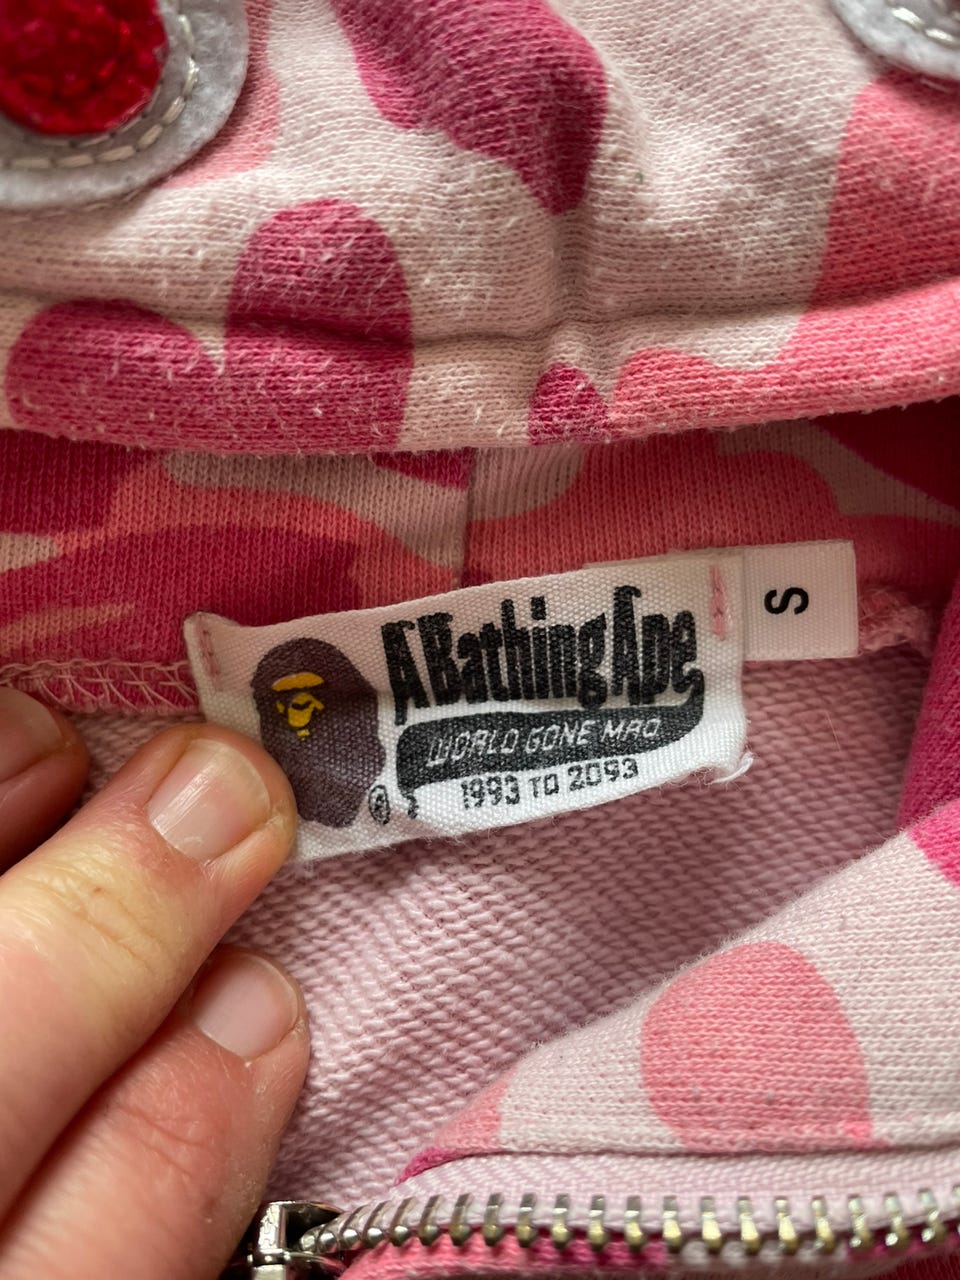 A Bathing Ape
WORLD GONE MAD
1993 TO 2093
®
S